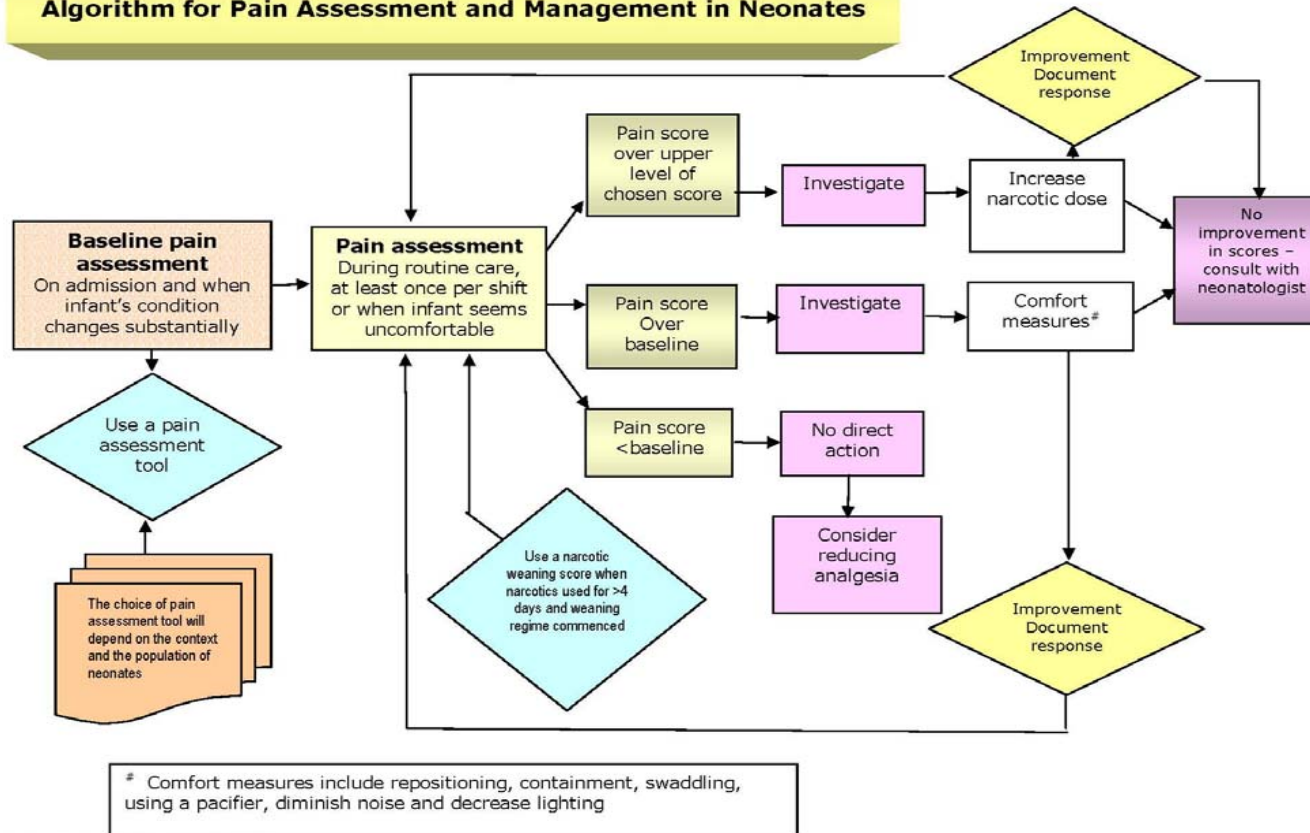 Algorithm for Pain Assessment and Management in Neonates
Improvement
Document
response
Pain score
over upper
level of
chosen score
Investigate
Increase
narcotic dose
No
improvement
in scores –
consult with
neonatologist
Baseline pain
assessment
On admission and when
infant's condition
changes substantially
Pain assessment
During routine care,
at least once per shift
or when infant seems
uncomfortable
Pain score
Over
baseline
Investigate
Comfort
measures#
Use a pain
assessment
tool
Pain score
<baseline
No direct
action
Consider
reducing
analgesia
Use a narcotic
weaning score when
narcotics used for >4
days and weaning
regime commenced
The choice of pain
assessment tool will
depend on the context
and the population of
neonates
Improvement
Document
response
# Comfort measures include repositioning, containment, swaddling,
using a pacifier, diminish noise and decrease lighting